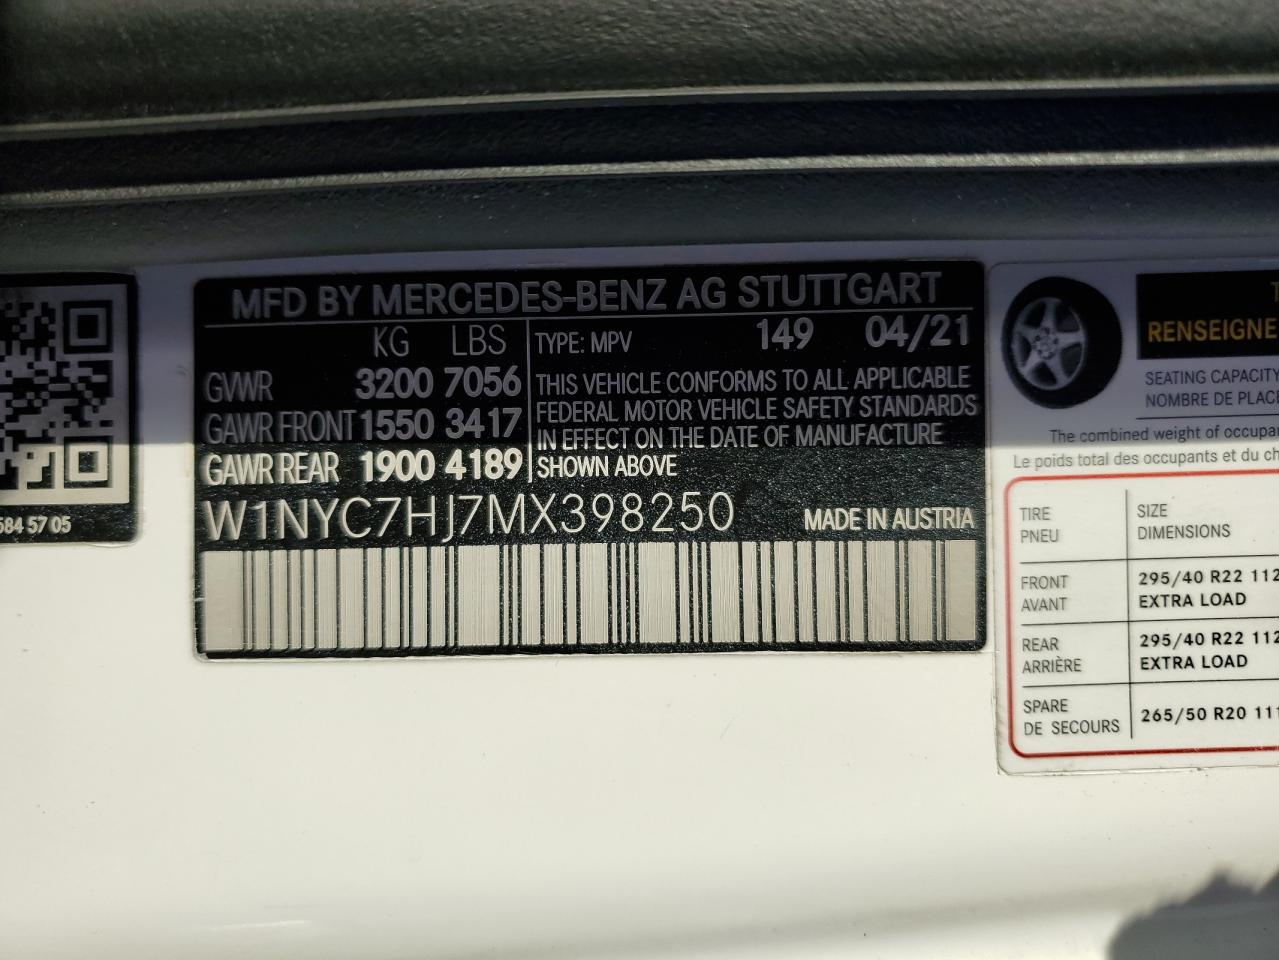 MFD BY MERCEDES-BENZ AG STUTTGART
KG LBS
GVWR 3200 7056
GAWR FRONT 1550 3417
GAWR REAR 1900 4189
TYPE: MPV 149 04/21
THIS VEHICLE CONFORMS TO ALL APPLICABLE
FEDERAL MOTOR VEHICLE SAFETY STANDARDS
IN EFFECT ON THE DATE OF MANUFACTURE
SHOWN ABOVE
W1NYC7HJ7MX398250 MADE IN AUSTRIA
584 57 05
RENSEIGNE
SEATING CAPACITY
NOMBRE DE PLACE
The combined weight of occupan
Le poids total des occupants et du ch
TIRE SIZE
PNEU DIMENSIONS
FRONT 295/40 R22 112
AVANT EXTRA LOAD
REAR 295/40 R22 112
ARRIÈRE EXTRA LOAD
SPARE 265/50 R20 111
DE SECOURS